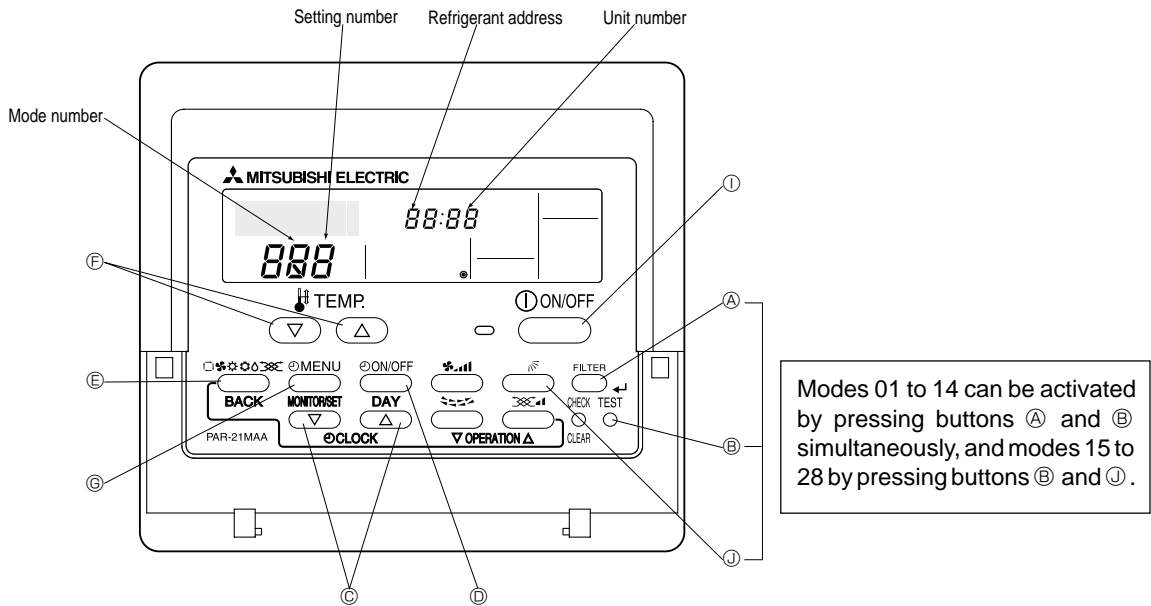 Setting number Refrigerant address Unit number
Mode number
MITSUBISHI ELECTRIC
88:88
888
Ⓘ
Ⓕ
TEMP. ON/OFF
Ⓐ
MENU ON/OFF FILTER
Ⓔ
BACK MONITOR/SET DAY CHECK TEST
PAR-21MAA CLOCK ▽ OPERATION △ CLEAR
Ⓑ
Ⓖ
Ⓙ
Ⓒ Ⓓ
Modes 01 to 14 can be activated
by pressing buttons Ⓐ and Ⓑ
simultaneously, and modes 15 to
28 by pressing buttons Ⓑ and Ⓙ.